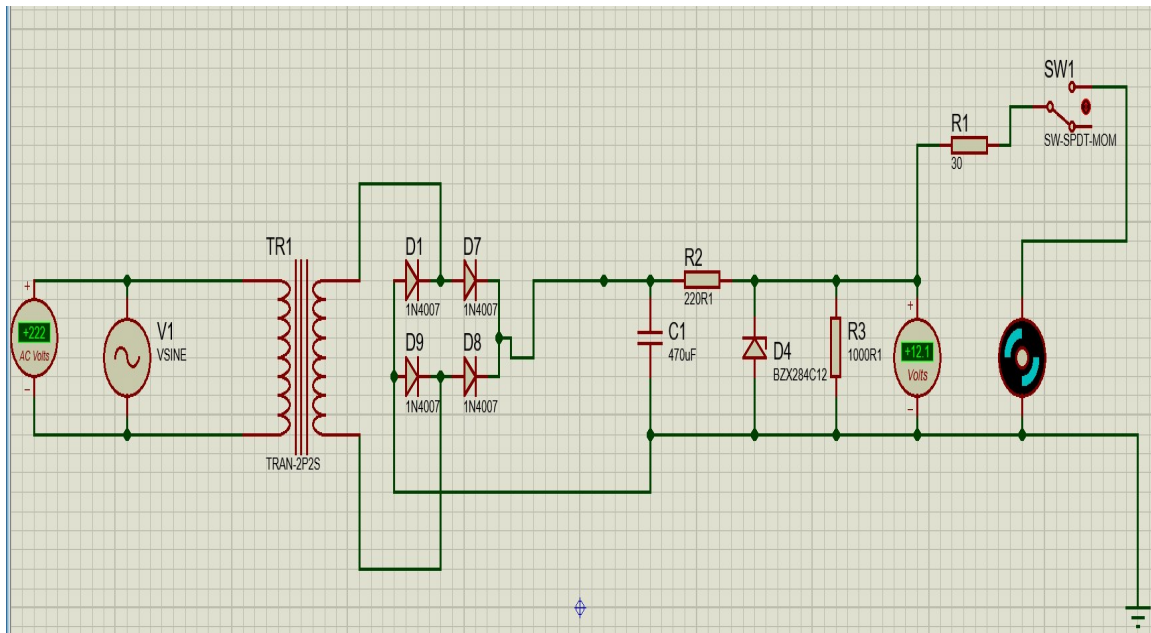 SW1
SW-SPDT-MOM
R1
30
TR1
TRAN-2P2S
+
+222
AC Volts
−
V1
VSINE
D1
1N4007
D7
1N4007
D9
1N4007
D8
1N4007
R2
220R1
C1
470uF
D4
BZX284C12
R3
1000R1
+
+12.1
Volts
−